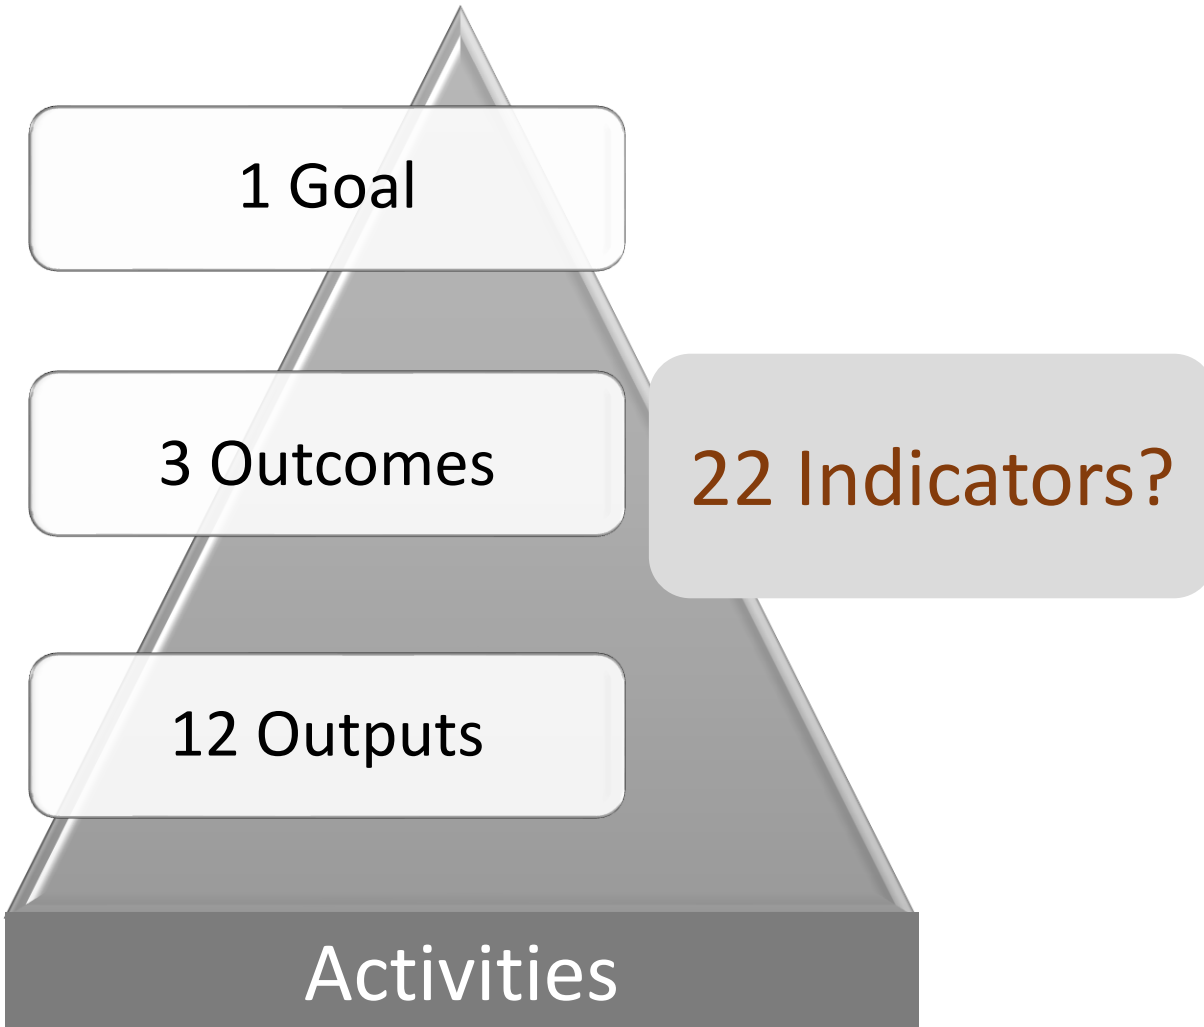 1 Goal
3 Outcomes
22 Indicators?
12 Outputs
Activities